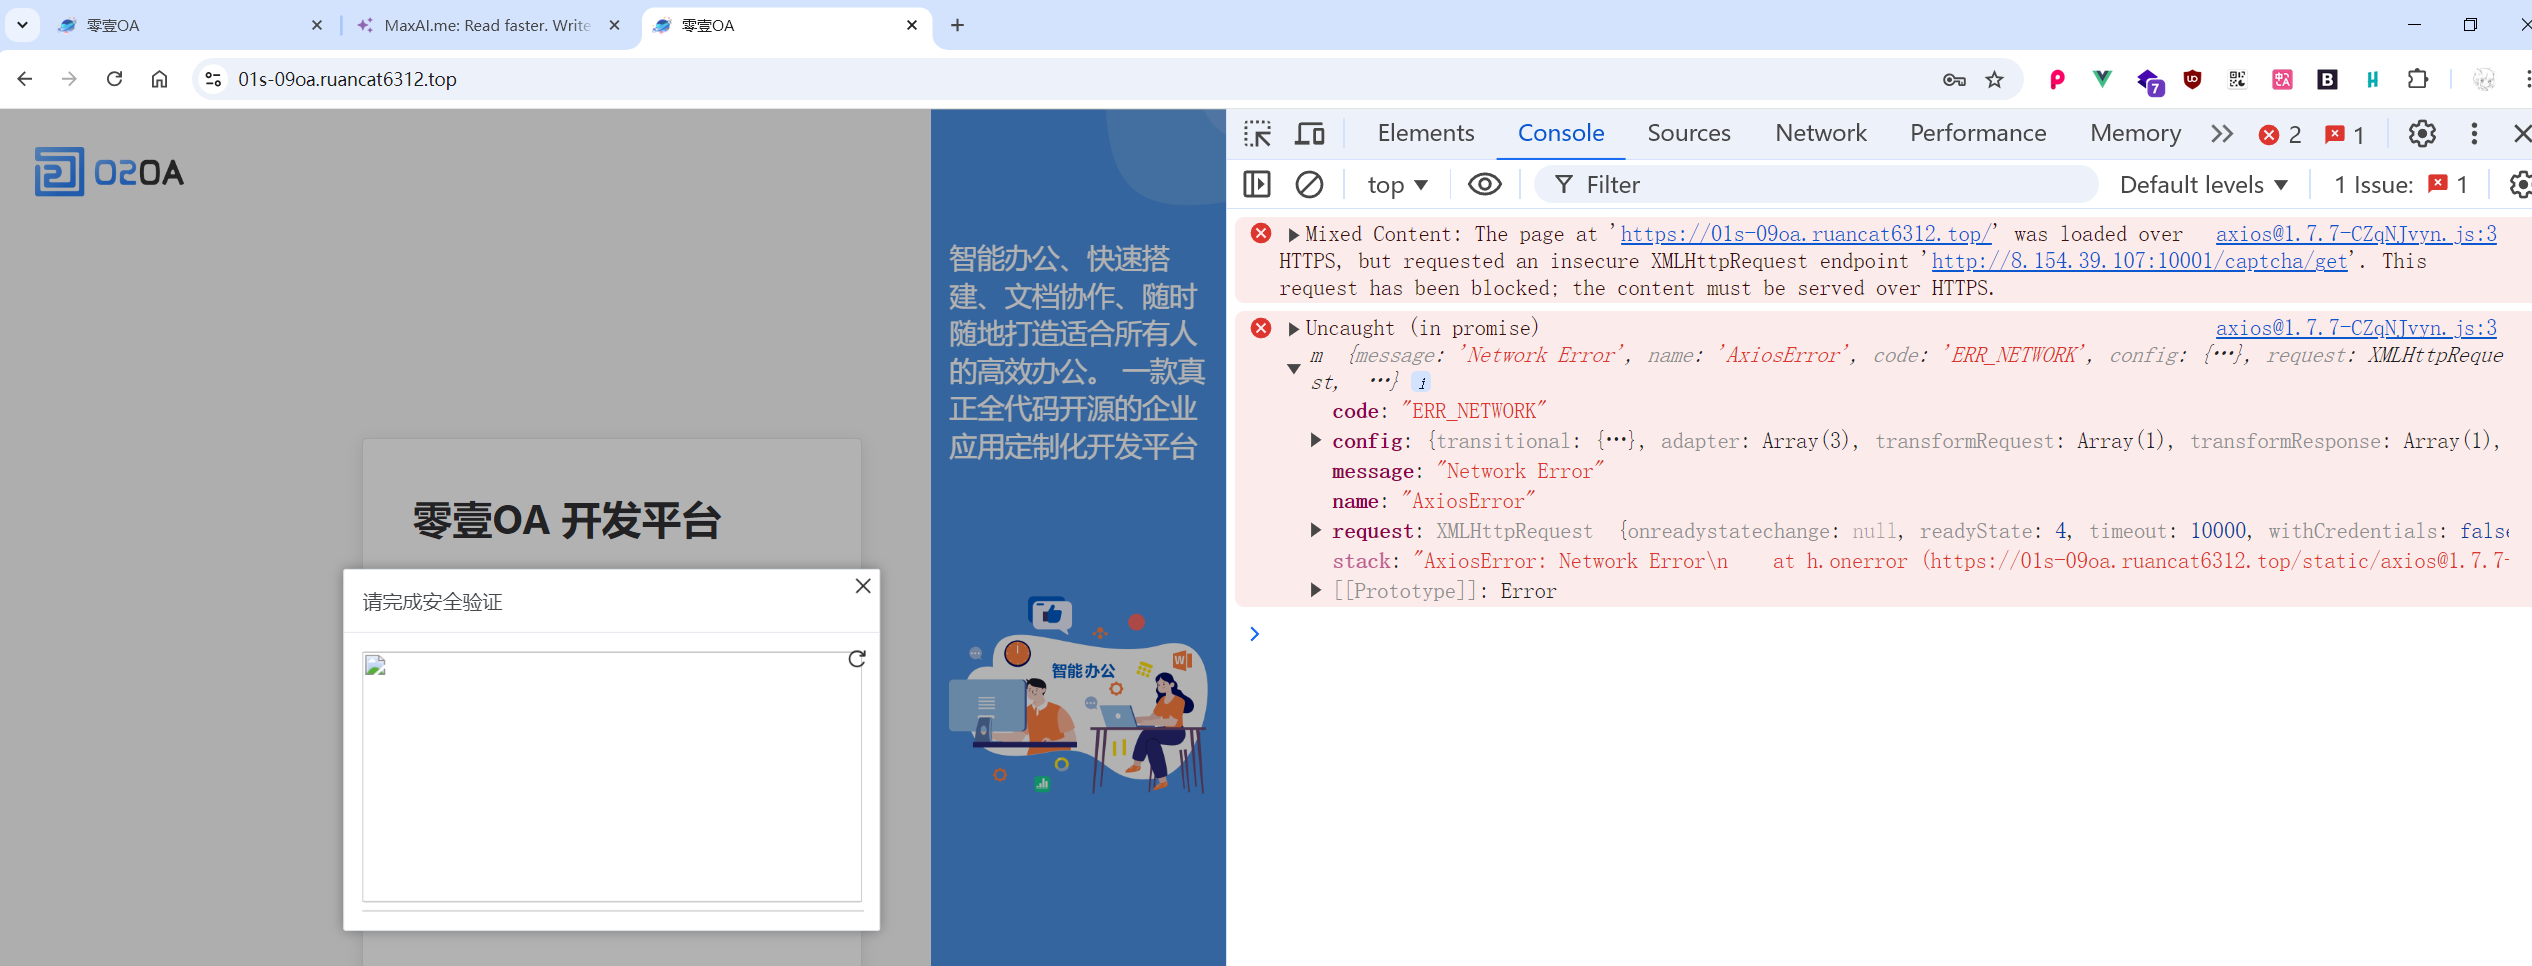 零壹OA
MaxAI.me: Read faster. Write
零壹OA
01s-09oa.ruancat6312.top
7
O2OA
智能办公、快速搭
建、文档协作、随时
随地打造适合所有人
的高效办公。 一款真
正全代码开源的企业
应用定制化开发平台
零壹OA 开发平台
请完成安全验证
智能办公
Elements
Console
Sources
Network
Performance
Memory
2
1
top
Filter
Default levels
1 Issue: 1
Mixed Content: The page at 'https://01s-09oa.ruancat6312.top/' was loaded over axios@1.7.7-CZqNJvyn.js:3
HTTPS, but requested an insecure XMLHttpRequest endpoint 'http://8.154.39.107:10001/captcha/get'. This
request has been blocked; the content must be served over HTTPS.
Uncaught (in promise) axios@1.7.7-CZqNJvyn.js:3
m {message: 'Network Error', name: 'AxiosError', code: 'ERR_NETWORK', config: {…}, request: XMLHttpReque
st, …} i
code: "ERR_NETWORK"
config: {transitional: {…}, adapter: Array(3), transformRequest: Array(1), transformResponse: Array(1),
message: "Network Error"
name: "AxiosError"
request: XMLHttpRequest {onreadystatechange: null, readyState: 4, timeout: 10000, withCredentials: false
stack: "AxiosError: Network Error\n    at h.onerror (https://01s-09oa.ruancat6312.top/static/axios@1.7.7-
[[Prototype]]: Error